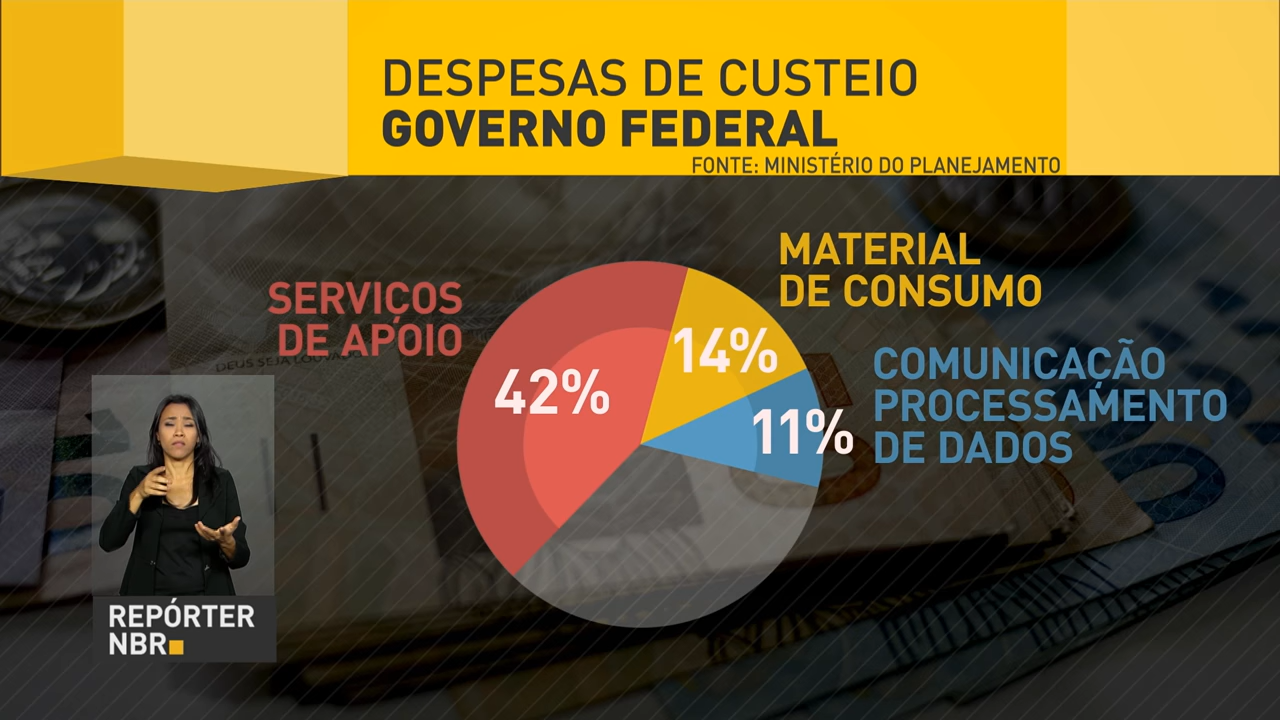 DESPESAS DE CUSTEIO
GOVERNO FEDERAL
FONTE: MINISTÉRIO DO PLANEJAMENTO
MATERIAL
DE CONSUMO
SERVIÇOS
DE APOIO
14%
42%
COMUNICAÇÃO
PROCESSAMENTO
DE DADOS
11%
REPÓRTER
NBR